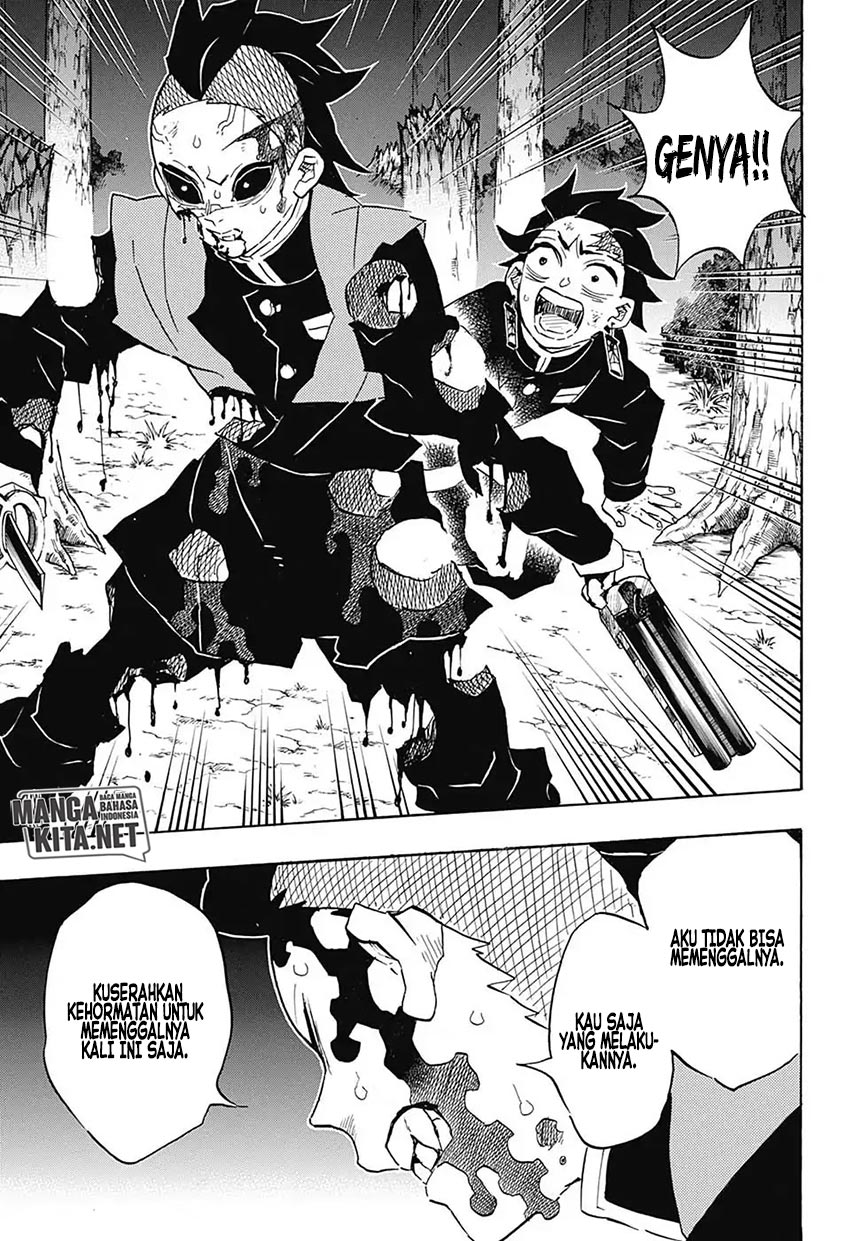 GENYA!!
MANGA
KITA.NET
BACA MANGA
BAHASA
INDONESIA
AKU TIDAK BISA
MEMENGGALNYA.
KAU SAJA
YANG MELAKU-
KANNYA.
KUSERAHKAN
KEHORMATAN UNTUK
MEMENGGALNYA
KALI INI SAJA.